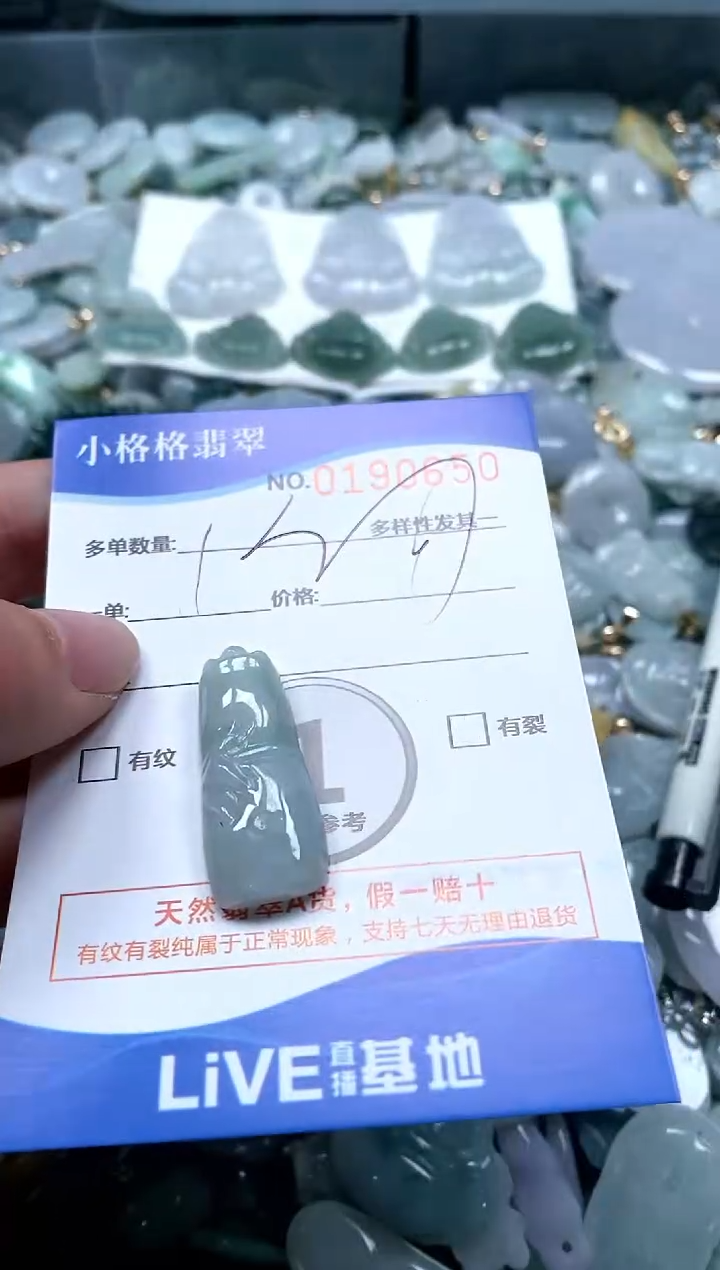 小格格翡翠
NO.0190650
多单数量:
多样性发其一
单:
价格:
1
有纹
有裂
参考
天然翡翠A货，假一赔十
有纹有裂纯属于正常现象，支持七天无理由退货
LiVE直播基地